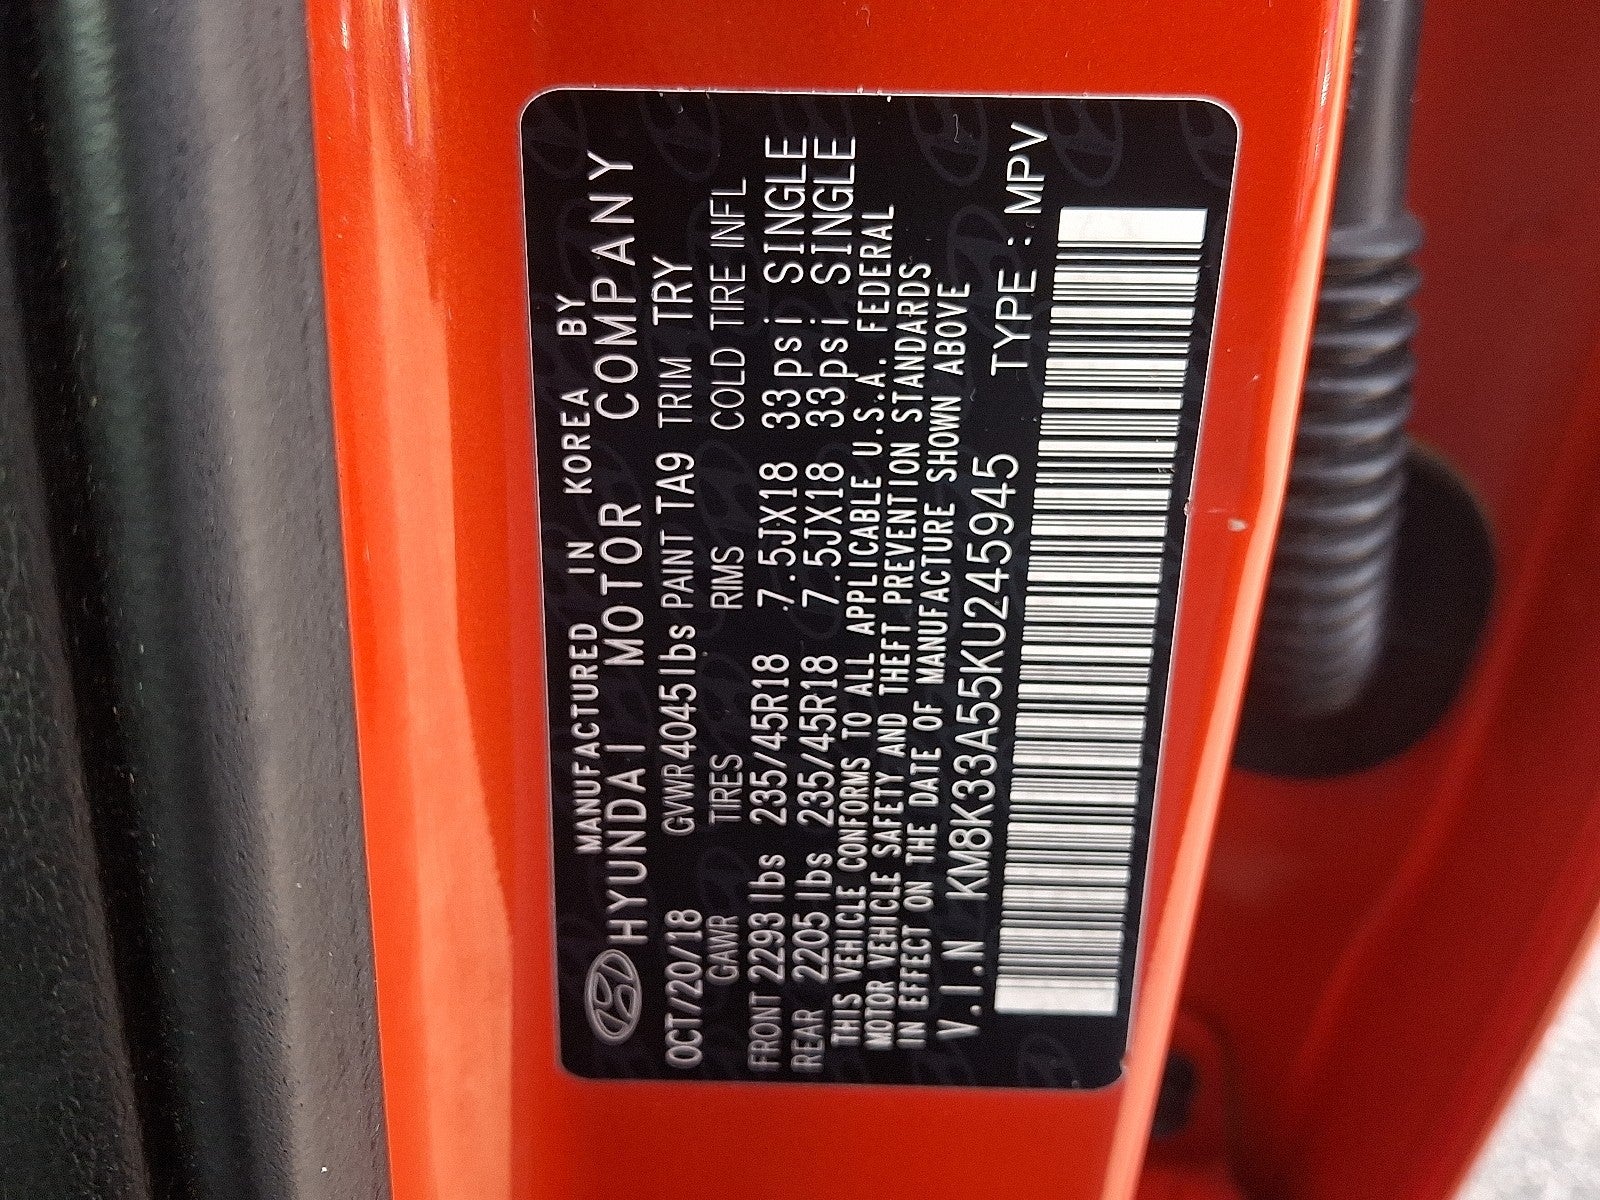 MANUFACTURED IN KOREA BY
HYUNDAI MOTOR COMPANY
OCT/20/18 GVWR 4045lbs PAINT TA9 TRIM TRY
GAWR TIRES RIMS COLD TIRE INFL
FRONT 2293 lbs 235/45R18 7.5JX18 33psi SINGLE
REAR 2205 lbs 235/45R18 7.5JX18 33psi SINGLE
THIS VEHICLE CONFORMS TO ALL APPLICABLE U.S.A. FEDERAL
MOTOR VEHICLE SAFETY AND THEFT PREVENTION STANDARDS
IN EFFECT ON THE DATE OF MANUFACTURE SHOWN ABOVE
V.I.N KM8K33A55KU245945 TYPE : MPV